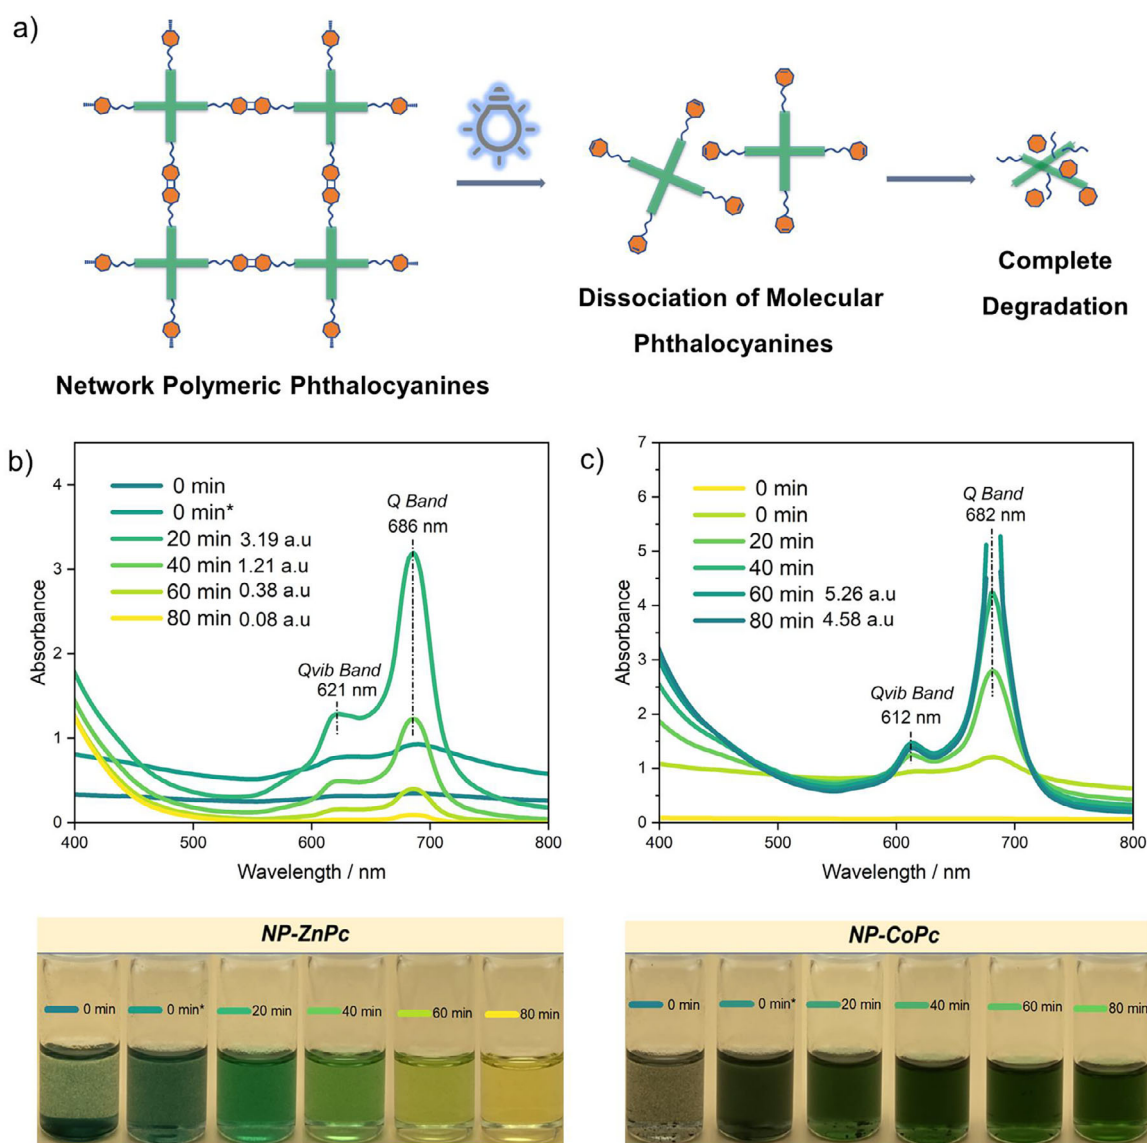 a)
Network Polymeric Phthalocyanines
Dissociation of Molecular
Phthalocyanines
Complete
Degradation
b)
Absorbance
4
3
2
1
0
400
500
600
700
800
Wavelength / nm
0 min
0 min*
20 min 3.19 a.u
40 min 1.21 a.u
60 min 0.38 a.u
80 min 0.08 a.u
Q Band
686 nm
Qvib Band
621 nm
c)
Absorbance
7
6
5
4
3
2
1
0
400
500
600
700
800
Wavelength / nm
0 min
0 min
20 min
40 min
60 min 5.26 a.u
80 min 4.58 a.u
Q Band
682 nm
Qvib Band
612 nm
NP-ZnPc
0 min
0 min*
20 min
40 min
60 min
80 min
NP-CoPc
0 min
0 min*
20 min
40 min
60 min
80 min